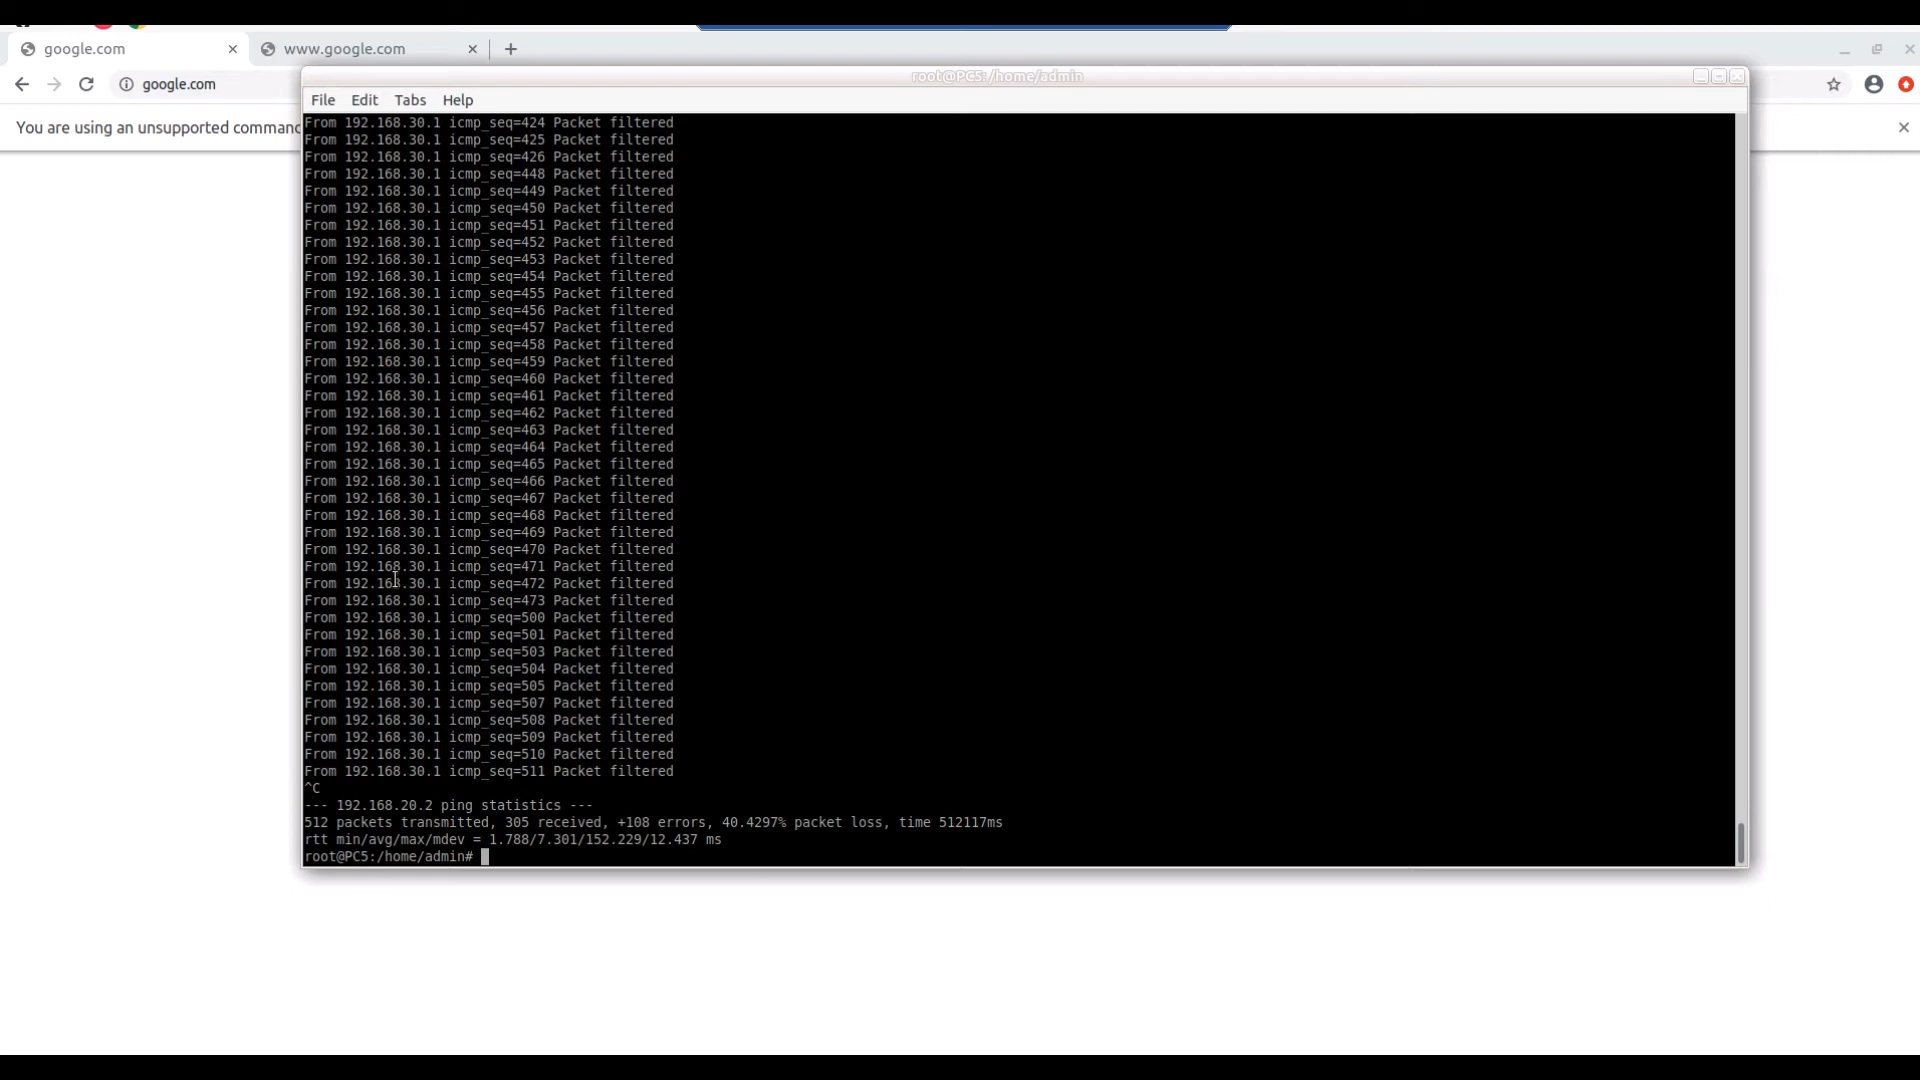 google.com
www.google.com
google.com
You are using an unsupported comman
root@PC5: /home/admin
File Edit Tabs Help
From 192.168.30.1 icmp_seq=424 Packet filtered
From 192.168.30.1 icmp_seq=425 Packet filtered
From 192.168.30.1 icmp_seq=426 Packet filtered
From 192.168.30.1 icmp_seq=448 Packet filtered
From 192.168.30.1 icmp_seq=449 Packet filtered
From 192.168.30.1 icmp_seq=450 Packet filtered
From 192.168.30.1 icmp_seq=451 Packet filtered
From 192.168.30.1 icmp_seq=452 Packet filtered
From 192.168.30.1 icmp_seq=453 Packet filtered
From 192.168.30.1 icmp_seq=454 Packet filtered
From 192.168.30.1 icmp_seq=455 Packet filtered
From 192.168.30.1 icmp_seq=456 Packet filtered
From 192.168.30.1 icmp_seq=457 Packet filtered
From 192.168.30.1 icmp_seq=458 Packet filtered
From 192.168.30.1 icmp_seq=459 Packet filtered
From 192.168.30.1 icmp_seq=460 Packet filtered
From 192.168.30.1 icmp_seq=461 Packet filtered
From 192.168.30.1 icmp_seq=462 Packet filtered
From 192.168.30.1 icmp_seq=463 Packet filtered
From 192.168.30.1 icmp_seq=464 Packet filtered
From 192.168.30.1 icmp_seq=465 Packet filtered
From 192.168.30.1 icmp_seq=466 Packet filtered
From 192.168.30.1 icmp_seq=467 Packet filtered
From 192.168.30.1 icmp_seq=468 Packet filtered
From 192.168.30.1 icmp_seq=469 Packet filtered
From 192.168.30.1 icmp_seq=470 Packet filtered
From 192.168.30.1 icmp_seq=471 Packet filtered
From 192.168.30.1 icmp_seq=472 Packet filtered
From 192.168.30.1 icmp_seq=473 Packet filtered
From 192.168.30.1 icmp_seq=500 Packet filtered
From 192.168.30.1 icmp_seq=501 Packet filtered
From 192.168.30.1 icmp_seq=503 Packet filtered
From 192.168.30.1 icmp_seq=504 Packet filtered
From 192.168.30.1 icmp_seq=505 Packet filtered
From 192.168.30.1 icmp_seq=507 Packet filtered
From 192.168.30.1 icmp_seq=508 Packet filtered
From 192.168.30.1 icmp_seq=509 Packet filtered
From 192.168.30.1 icmp_seq=510 Packet filtered
From 192.168.30.1 icmp_seq=511 Packet filtered
^C
--- 192.168.20.2 ping statistics ---
512 packets transmitted, 305 received, +108 errors, 40.4297% packet loss, time 512117ms
rtt min/avg/max/mdev = 1.788/7.301/152.229/12.437 ms
root@PC5:/home/admin#